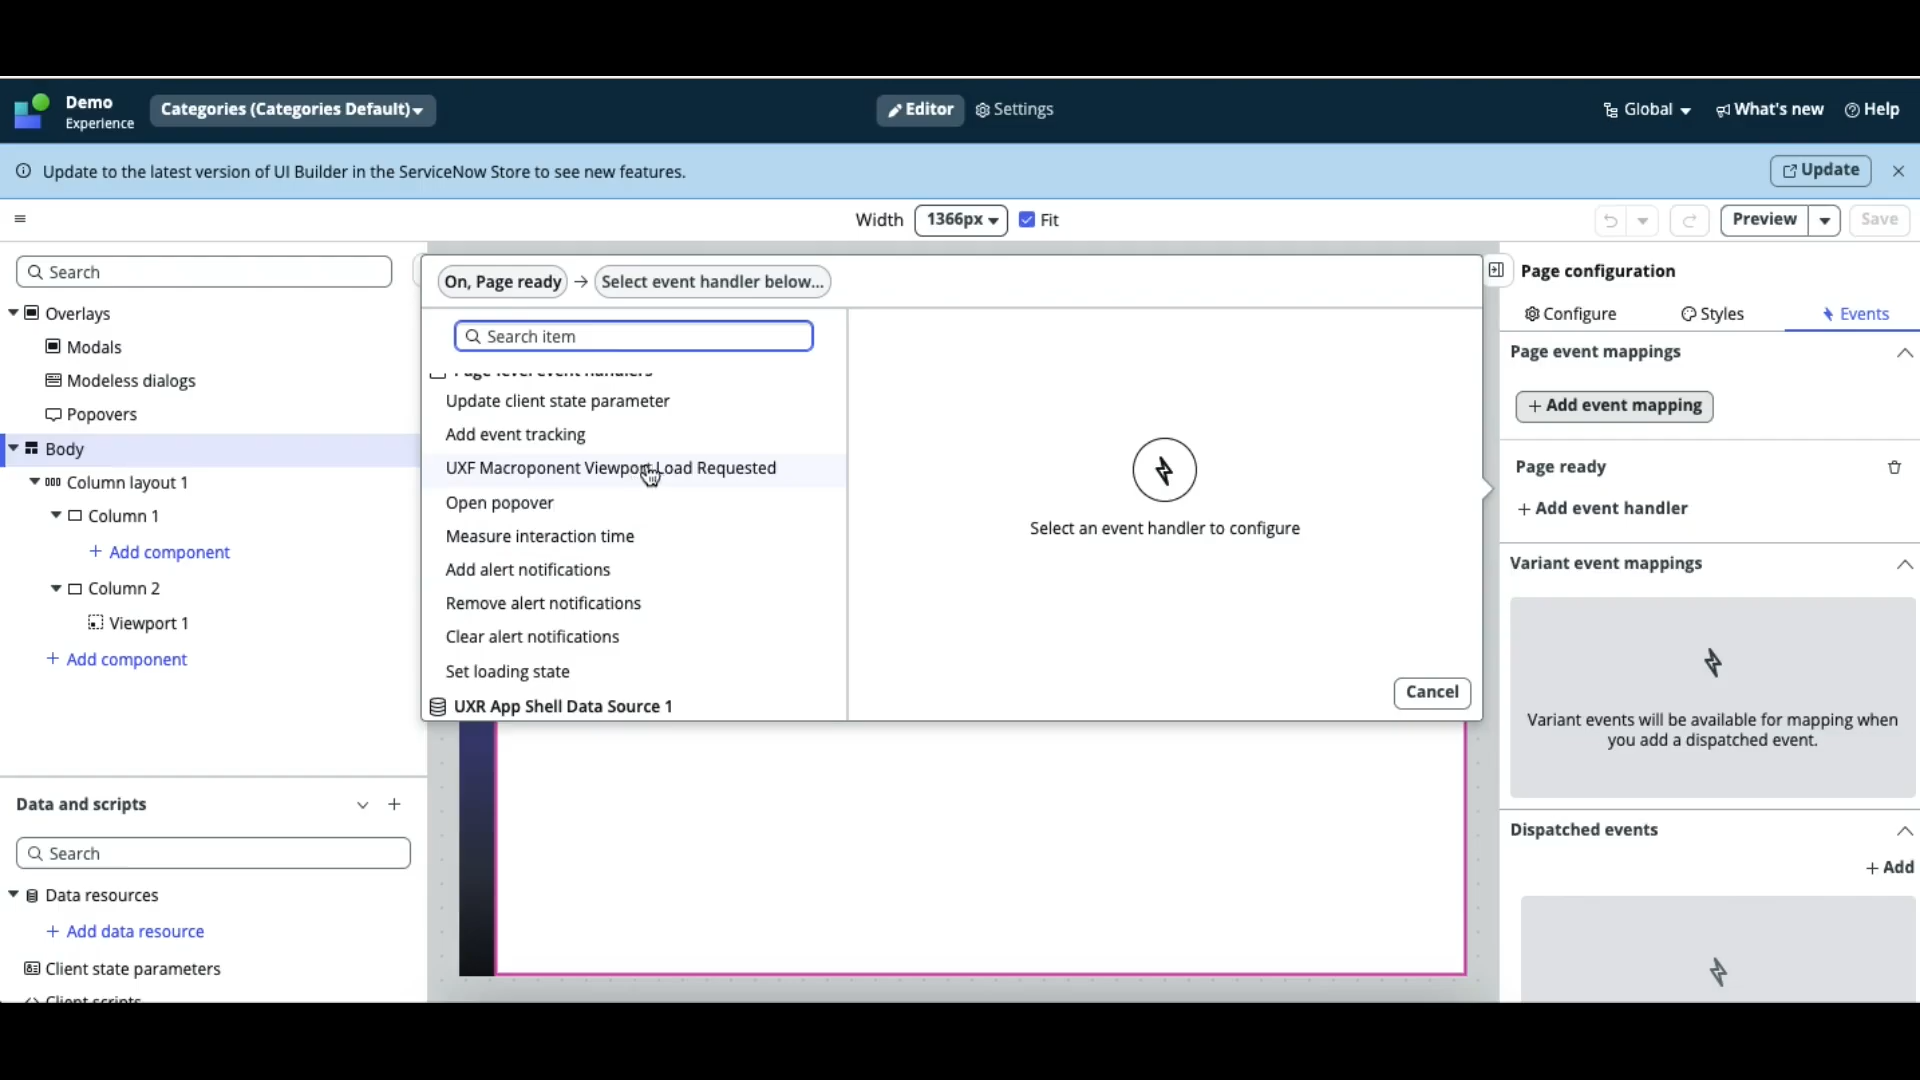 Demo
Experience
Categories (Categories Default)
Editor
Settings
Global
What's new
Help
Update to the latest version of UI Builder in the ServiceNow Store to see new features.
Update
Width
1366px
Fit
Preview
Save
Search
Overlays
Modals
Modeless dialogs
Popovers
Body
Column layout 1
Column 1
+ Add component
Column 2
Viewport 1
+ Add component
On, Page ready → Select event handler below...
Search item
Page level event handlers
Update client state parameter
Add event tracking
UXF Macroponent Viewport Load Requested
Open popover
Measure interaction time
Add alert notifications
Remove alert notifications
Clear alert notifications
Set loading state
UXR App Shell Data Source 1
Select an event handler to configure
Cancel
Page configuration
Configure
Styles
Events
Page event mappings
+ Add event mapping
Page ready
+ Add event handler
Variant event mappings
Variant events will be available for mapping when
you add a dispatched event.
Dispatched events
+ Add
Data and scripts
Search
Data resources
+ Add data resource
Client state parameters
Client scripts